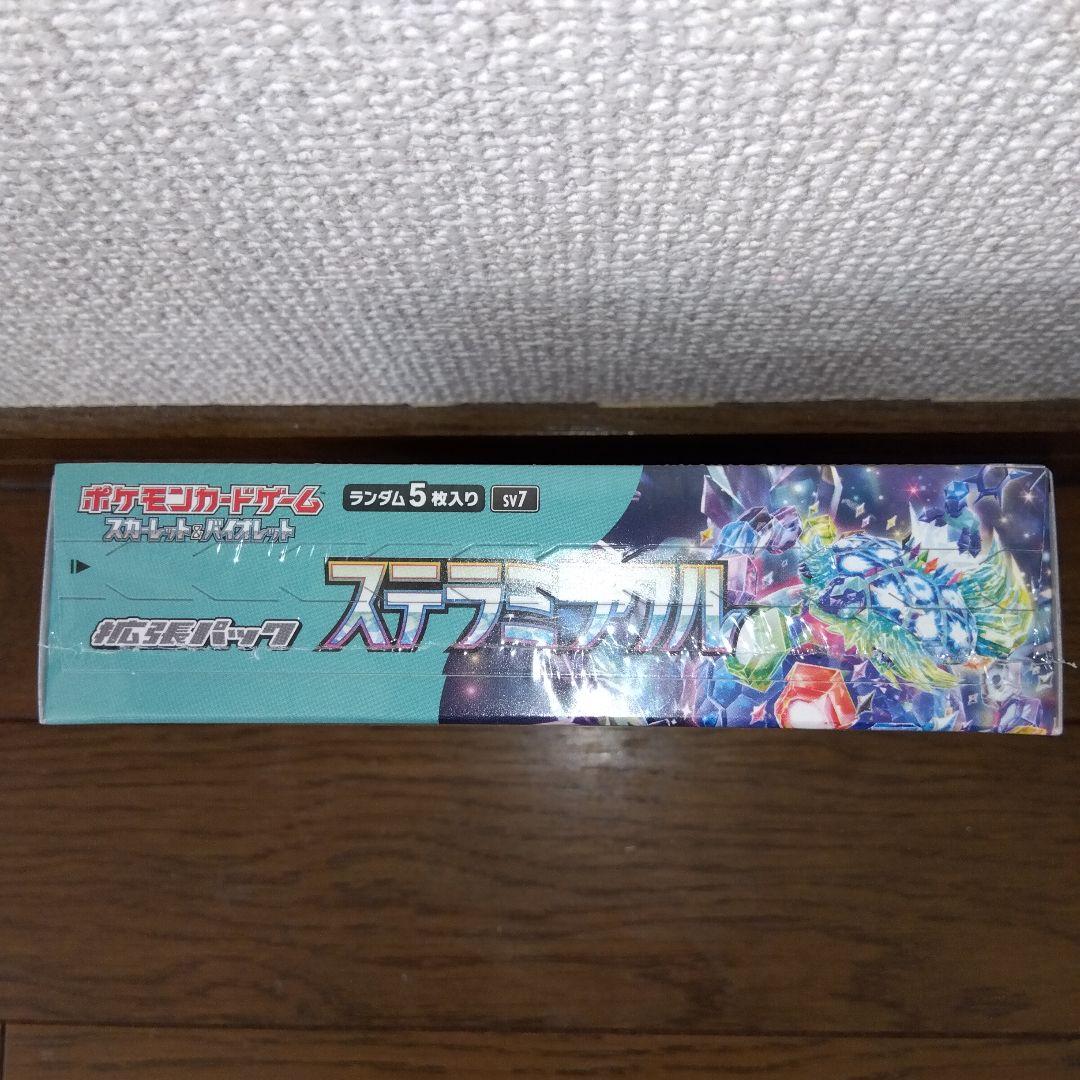 ポケモンカードゲーム
スカーレット&バイオレット
ランダム5枚入り SV7
拡張パック
ステラミラクル